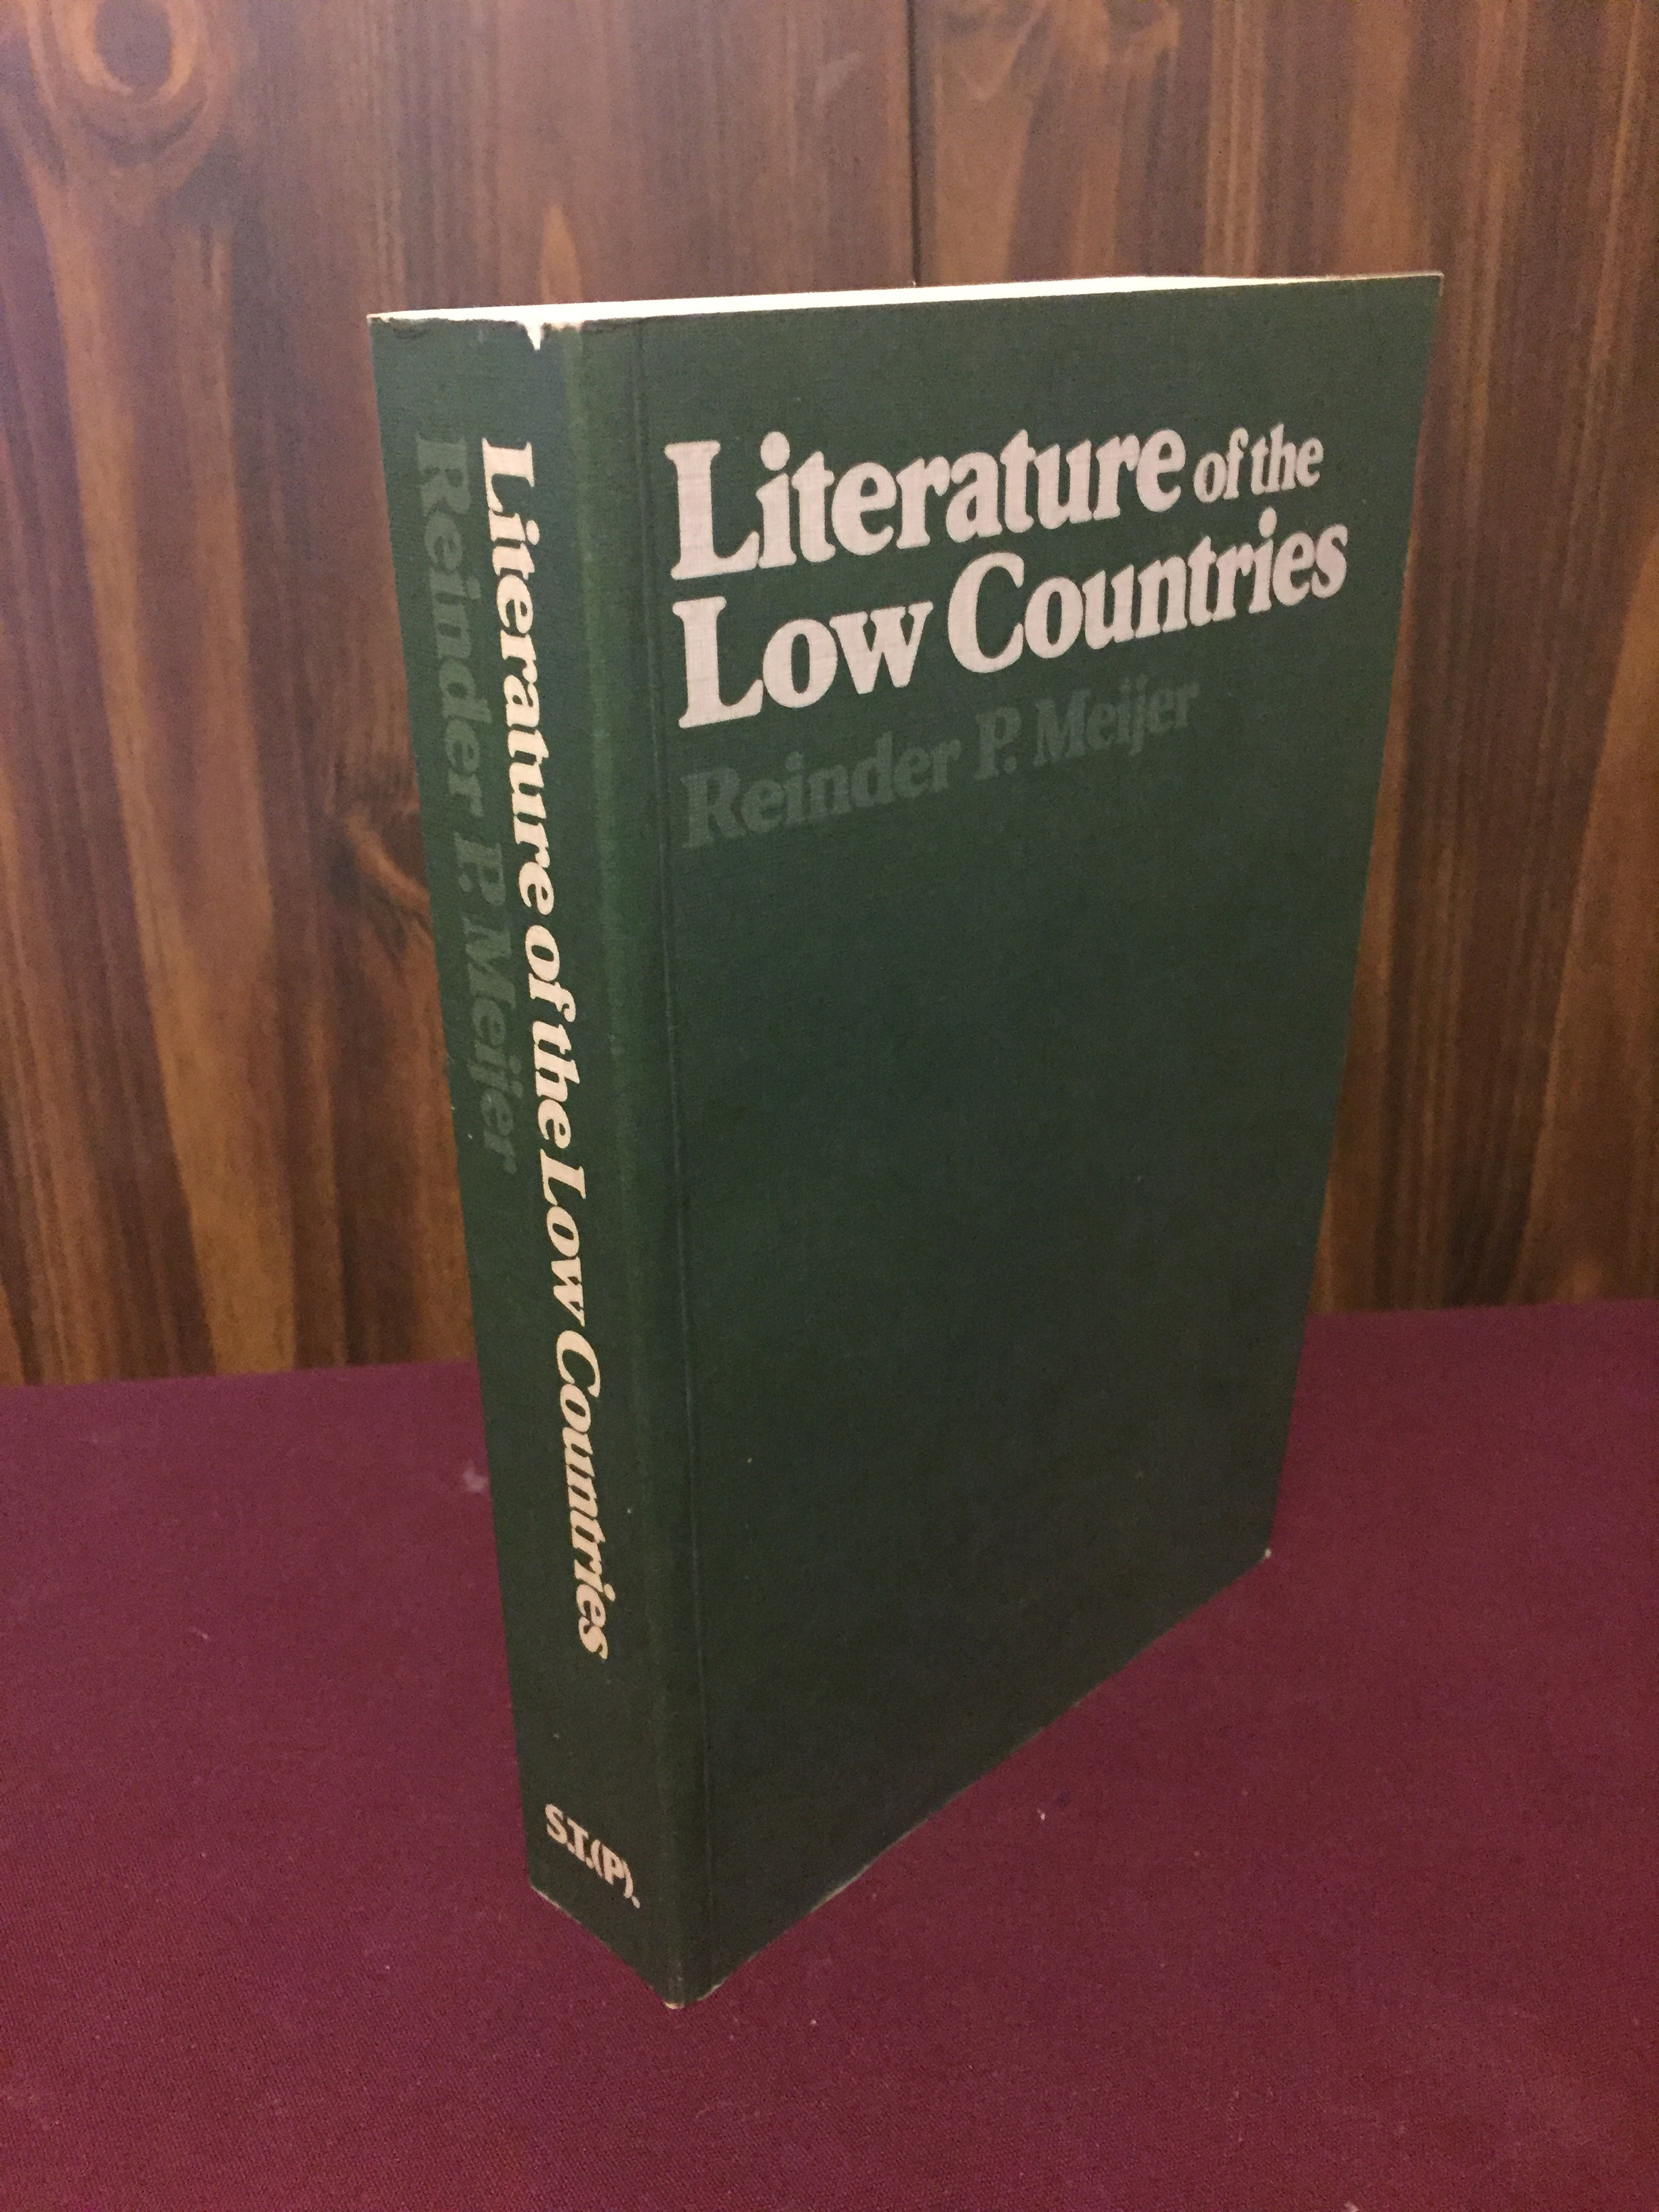 Literature of the
Low Countries
Reinder P. Meijer
Literature of the Low Countries
Reinder P. Meijer
S.T.(P).